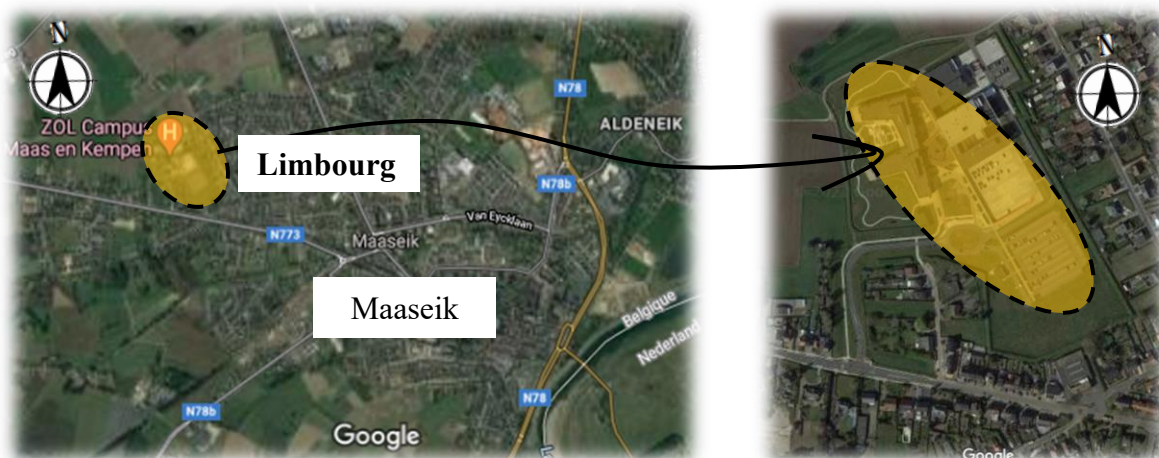 N
N78
ZOL Campus
Maas en Kempen
H
Limbourg
ALDENEIK
N78b
Van Eycklaan
N773
Maaseik
Maaseik
Belgique
Nederland
N78
N78b
Google
N
Google